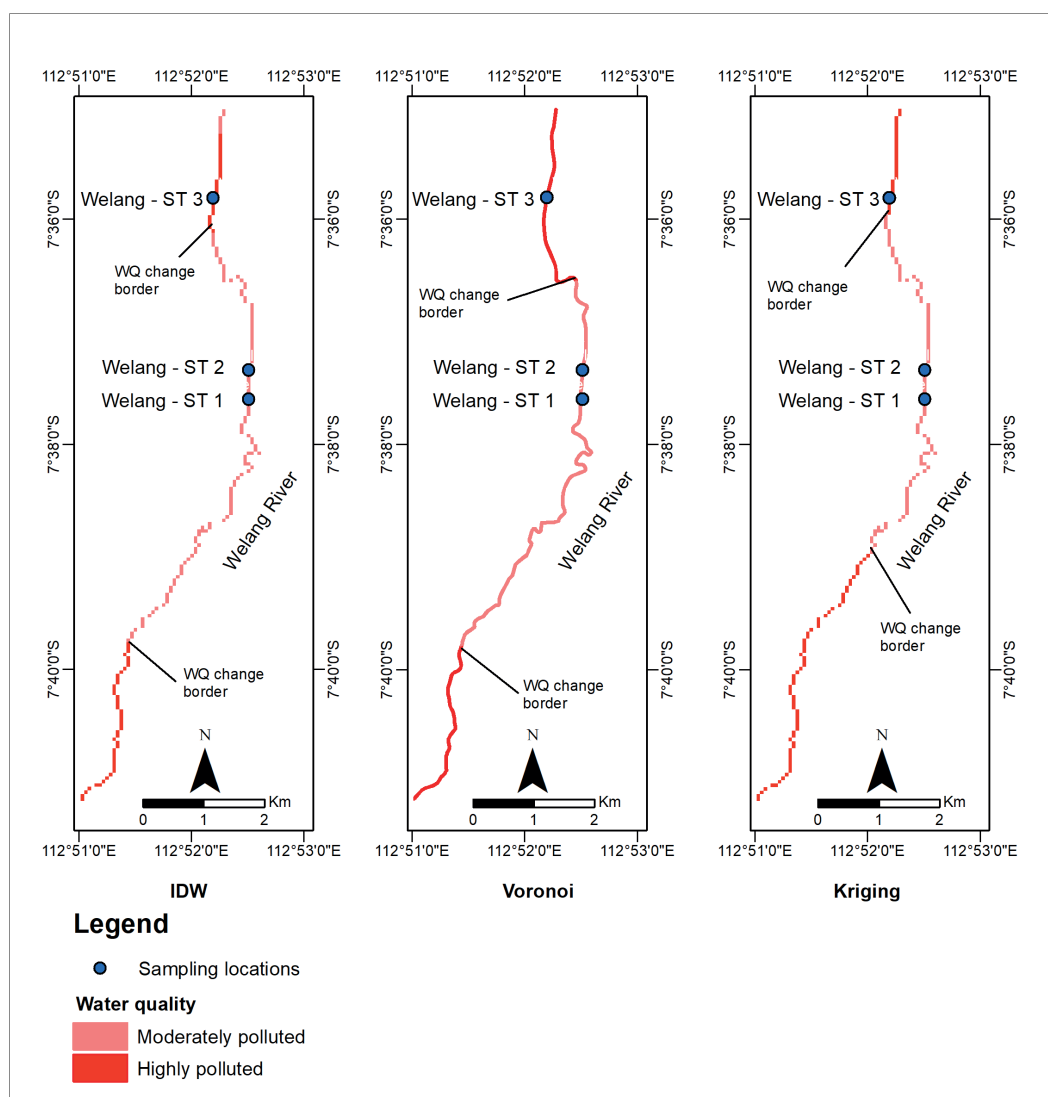 112°51'0"E 112°52'0"E 112°53'0"E
112°51'0"E 112°52'0"E 112°53'0"E
112°51'0"E 112°52'0"E 112°53'0"E
Welang - ST 3
7°36'0"S
WQ change
border
Welang - ST 2
Welang - ST 1
7°38'0"S
Welang River
7°40'0"S
WQ change
border
N
Km
0 1 2
112°51'0"E 112°52'0"E 112°53'0"E
IDW
Welang - ST 3
7°36'0"S
7°36'0"S
WQ change
border
Welang - ST 2
Welang - ST 1
7°38'0"S
7°38'0"S
Welang River
7°40'0"S
7°40'0"S
WQ change
border
N
Km
0 1 2
112°51'0"E 112°52'0"E 112°53'0"E
Voronoi
Welang - ST 3
7°36'0"S
7°36'0"S
WQ change
border
Welang - ST 2
Welang - ST 1
7°38'0"S
7°38'0"S
Welang River
WQ change
border
7°40'0"S
7°40'0"S
N
Km
0 1 2
112°51'0"E 112°52'0"E 112°53'0"E
Kriging
7°36'0"S
7°38'0"S
7°40'0"S
Legend
Sampling locations
Water quality
Moderately polluted
Highly polluted